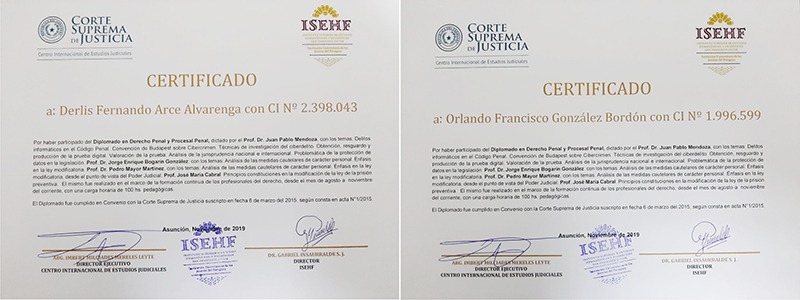 CORTE
SUPREMA
DE JUSTICIA
Centro Internacional de Estudios Judiciales
ISEHF
CERTIFICADO
a: Derlis Fernando Arce Alvarenga con CI Nº 2.398.043
Por haber participado del Diplomado en Derecho Penal y Procesal Penal, dictado por el Prof. Dr. Juan Pablo Mendoza, con los temas. Delitos
informáticos en el Código Penal. Convención de Budapest sobre Cibercrimen. Técnicas de investigación del ciberdelito. Obtención, resguardo y
producción de la prueba digital. Valoración de la prueba. Análisis de la jurisprudencia nacional e internacional. Problemática de la protección de
datos en la legislación. Prof. Dr. Jorge Enrique Bogarín González, con los temas. Análisis de las medidas cautelares de carácter personal. Énfasis en la
ley modificatoria. Prof. Dr. Pedro Mayor Martínez, con los temas: Análisis de las medidas cautelares de carácter personal. Énfasis en la ley
modificatoria, desde el punto de vista del Poder Judicial. Prof. José María Cabral. Principios constitucionales en la modificación de la ley de la prisión
preventiva. El mismo fue realizado en el marco de la formación continua de los profesionales del derecho, desde el mes de agosto a noviembre
del corriente, con una carga horaria de 100 hs. pedagógicas.
El Diplomado fue cumplido en Convenio con la Corte Suprema de Justicia suscripto en fecha 6 de marzo del 2015, según consta en acta N°1/2015.
Asunción, Noviembre de 2019
ISEHF
ABG. IMBERT MILCIADES MERELES LEYTE
DIRECTOR EJECUTIVO
CENTRO INTERNACIONAL DE ESTUDIOS JUDICIALES
DR. GABRIEL INSAURRALDE S. J.
DIRECTOR
ISEHF
CORTE
SUPREMA
DE JUSTICIA
Centro Internacional de Estudios Judiciales
ISEHF
CERTIFICADO
a: Orlando Francisco González Bordón con CI Nº 1.996.599
Por haber participado del Diplomado en Derecho Penal y Procesal Penal, dictado por el Prof. Dr. Juan Pablo Mendoza, con los temas. Delitos
informáticos en el Código Penal. Convención de Budapest sobre Cibercrimen. Técnicas de investigación del ciberdelito. Obtención, resguardo y
producción de la prueba digital. Valoración de la prueba. Análisis de la jurisprudencia nacional e internacional. Problemática de la protección de
datos en la legislación. Prof. Dr. Jorge Enrique Bogarín González, con los temas. Análisis de las medidas cautelares de carácter personal. Énfasis en la
ley modificatoria. Prof. Dr. Pedro Mayor Martínez, con los temas: Análisis de las medidas cautelares de carácter personal. Énfasis en la ley
modificatoria, desde el punto de vista del Poder Judicial. Prof. José María Cabral. Principios constitucionales en la modificación de la ley de la prisión
preventiva. El mismo fue realizado en el marco de la formación continua de los profesionales del derecho, desde el mes de agosto a noviembre
del corriente, con una carga horaria de 100 hs. pedagógicas
El Diplomado fue cumplido en Convenio con la Corte Suprema de Justicia suscripto en fecha 6 de marzo del 2015, según consta en acta N°1/2015.
Asunción, Noviembre de 2019
ISEHF
ABG. IMBERT MILCIADES MERELES LEYTE
DIRECTOR EJECUTIVO
CENTRO INTERNACIONAL DE ESTUDIOS JUDICIALES
DR. GABRIEL INSAURRALDE S. J.
DIRECTOR
ISEHF